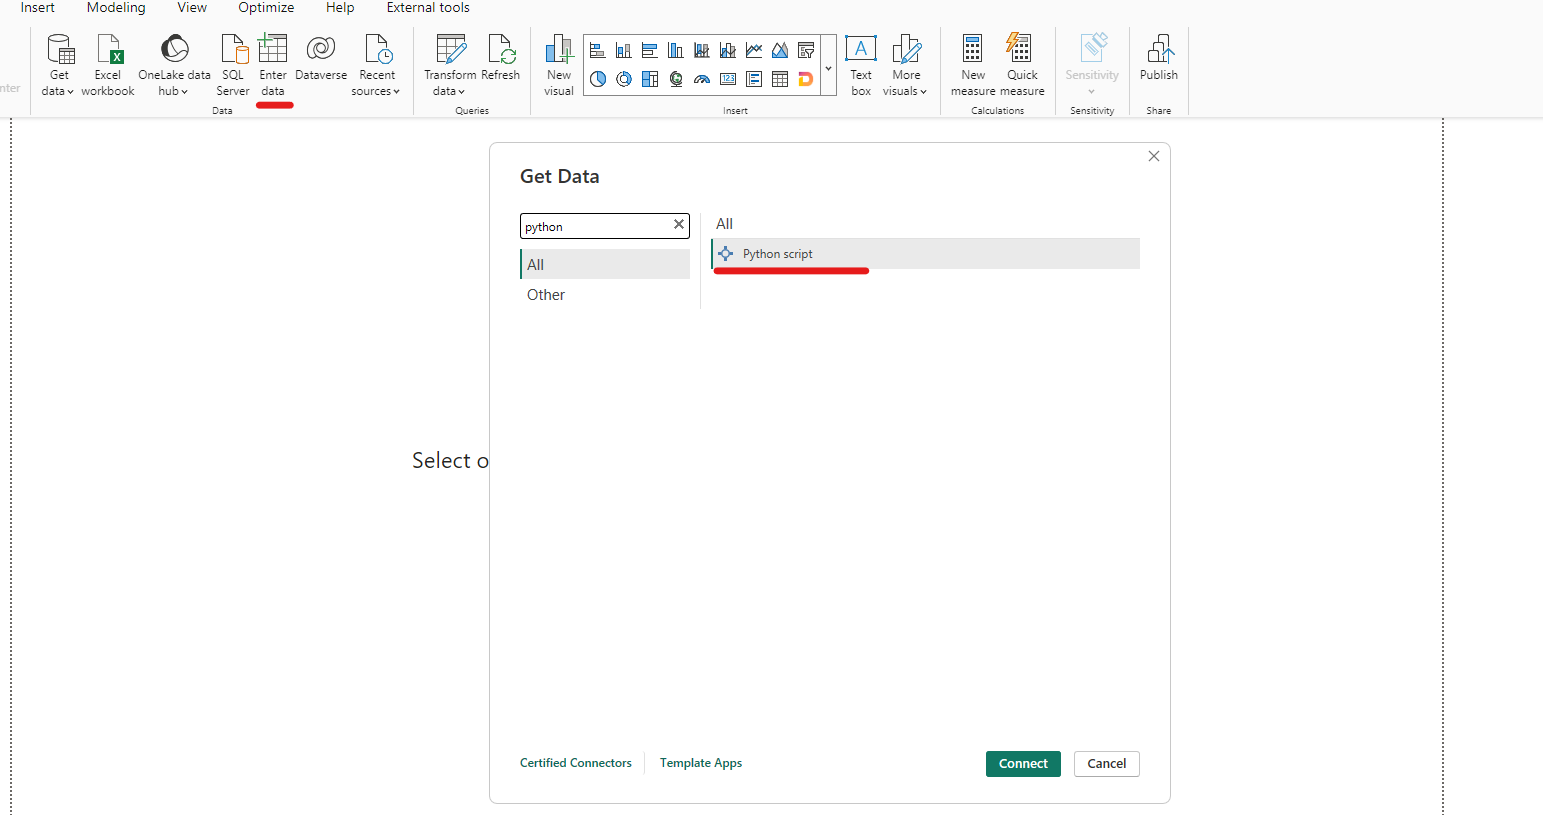 Insert Modeling View Optimize Help External tools
nter
Get data
Excel workbook
OneLake data hub
SQL Server
Enter data
Dataverse
Recent sources
Data
Transform data
Refresh
Queries
New visual
123
A
Text box
More visuals
Insert
New measure
Quick measure
Calculations
Sensitivity
Sensitivity
Publish
Share
Get Data
python
All
Other
All
Python script
Select o
Certified Connectors
Template Apps
Connect
Cancel